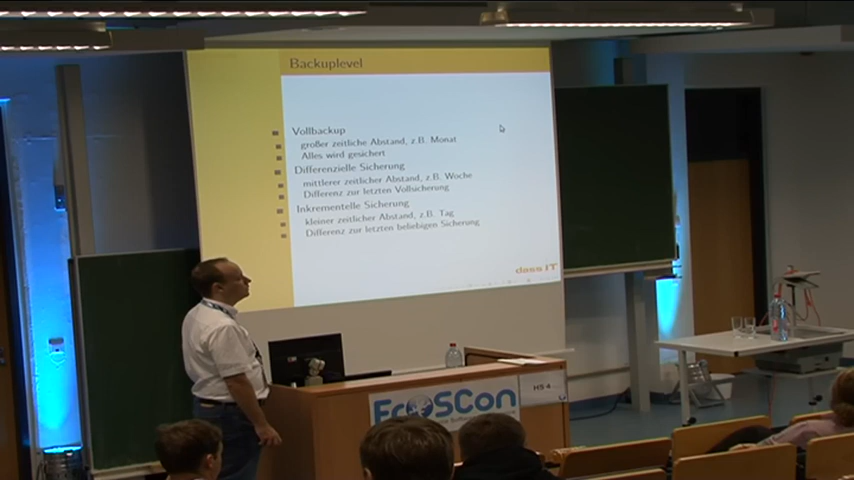 Backuplevel
Vollbackup
großer zeitliche Abstand, z.B. Monat
Alles wird gesichert
Differenzielle Sicherung
mittlerer zeitlicher Abstand, z.B. Woche
Differenz zur letzten Vollsicherung
Inkrementelle Sicherung
kleiner zeitlicher Abstand, z.B. Tag
Differenz zur letzten beliebigen Sicherung
dass IT
HS 4
FrOSCon